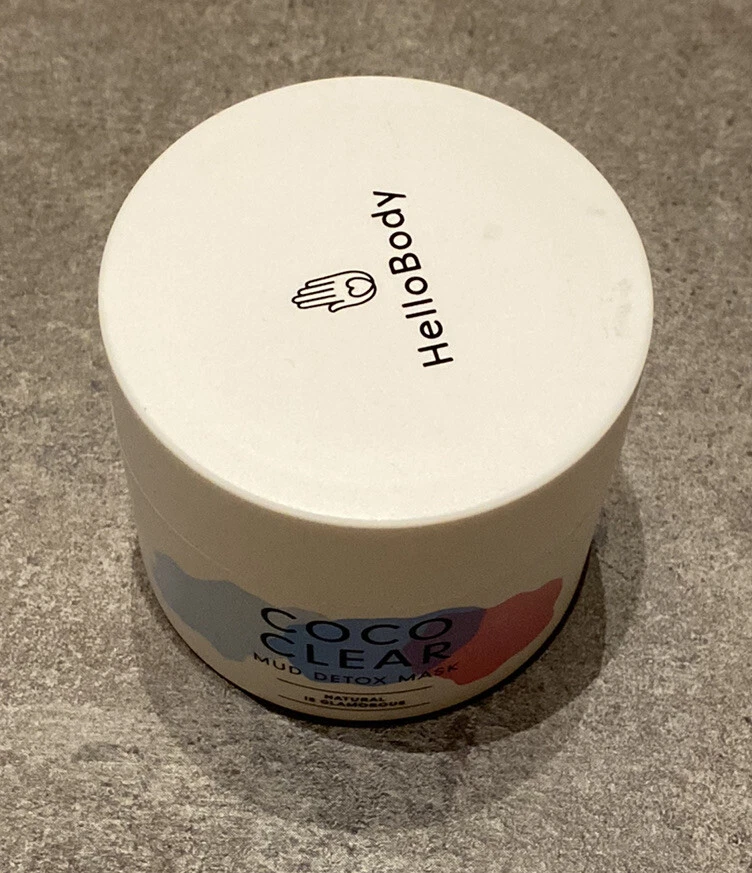 HelloBody
COCO
CLEAR
MUD DETOX MASK
NATURAL
IS GLAMOROUS